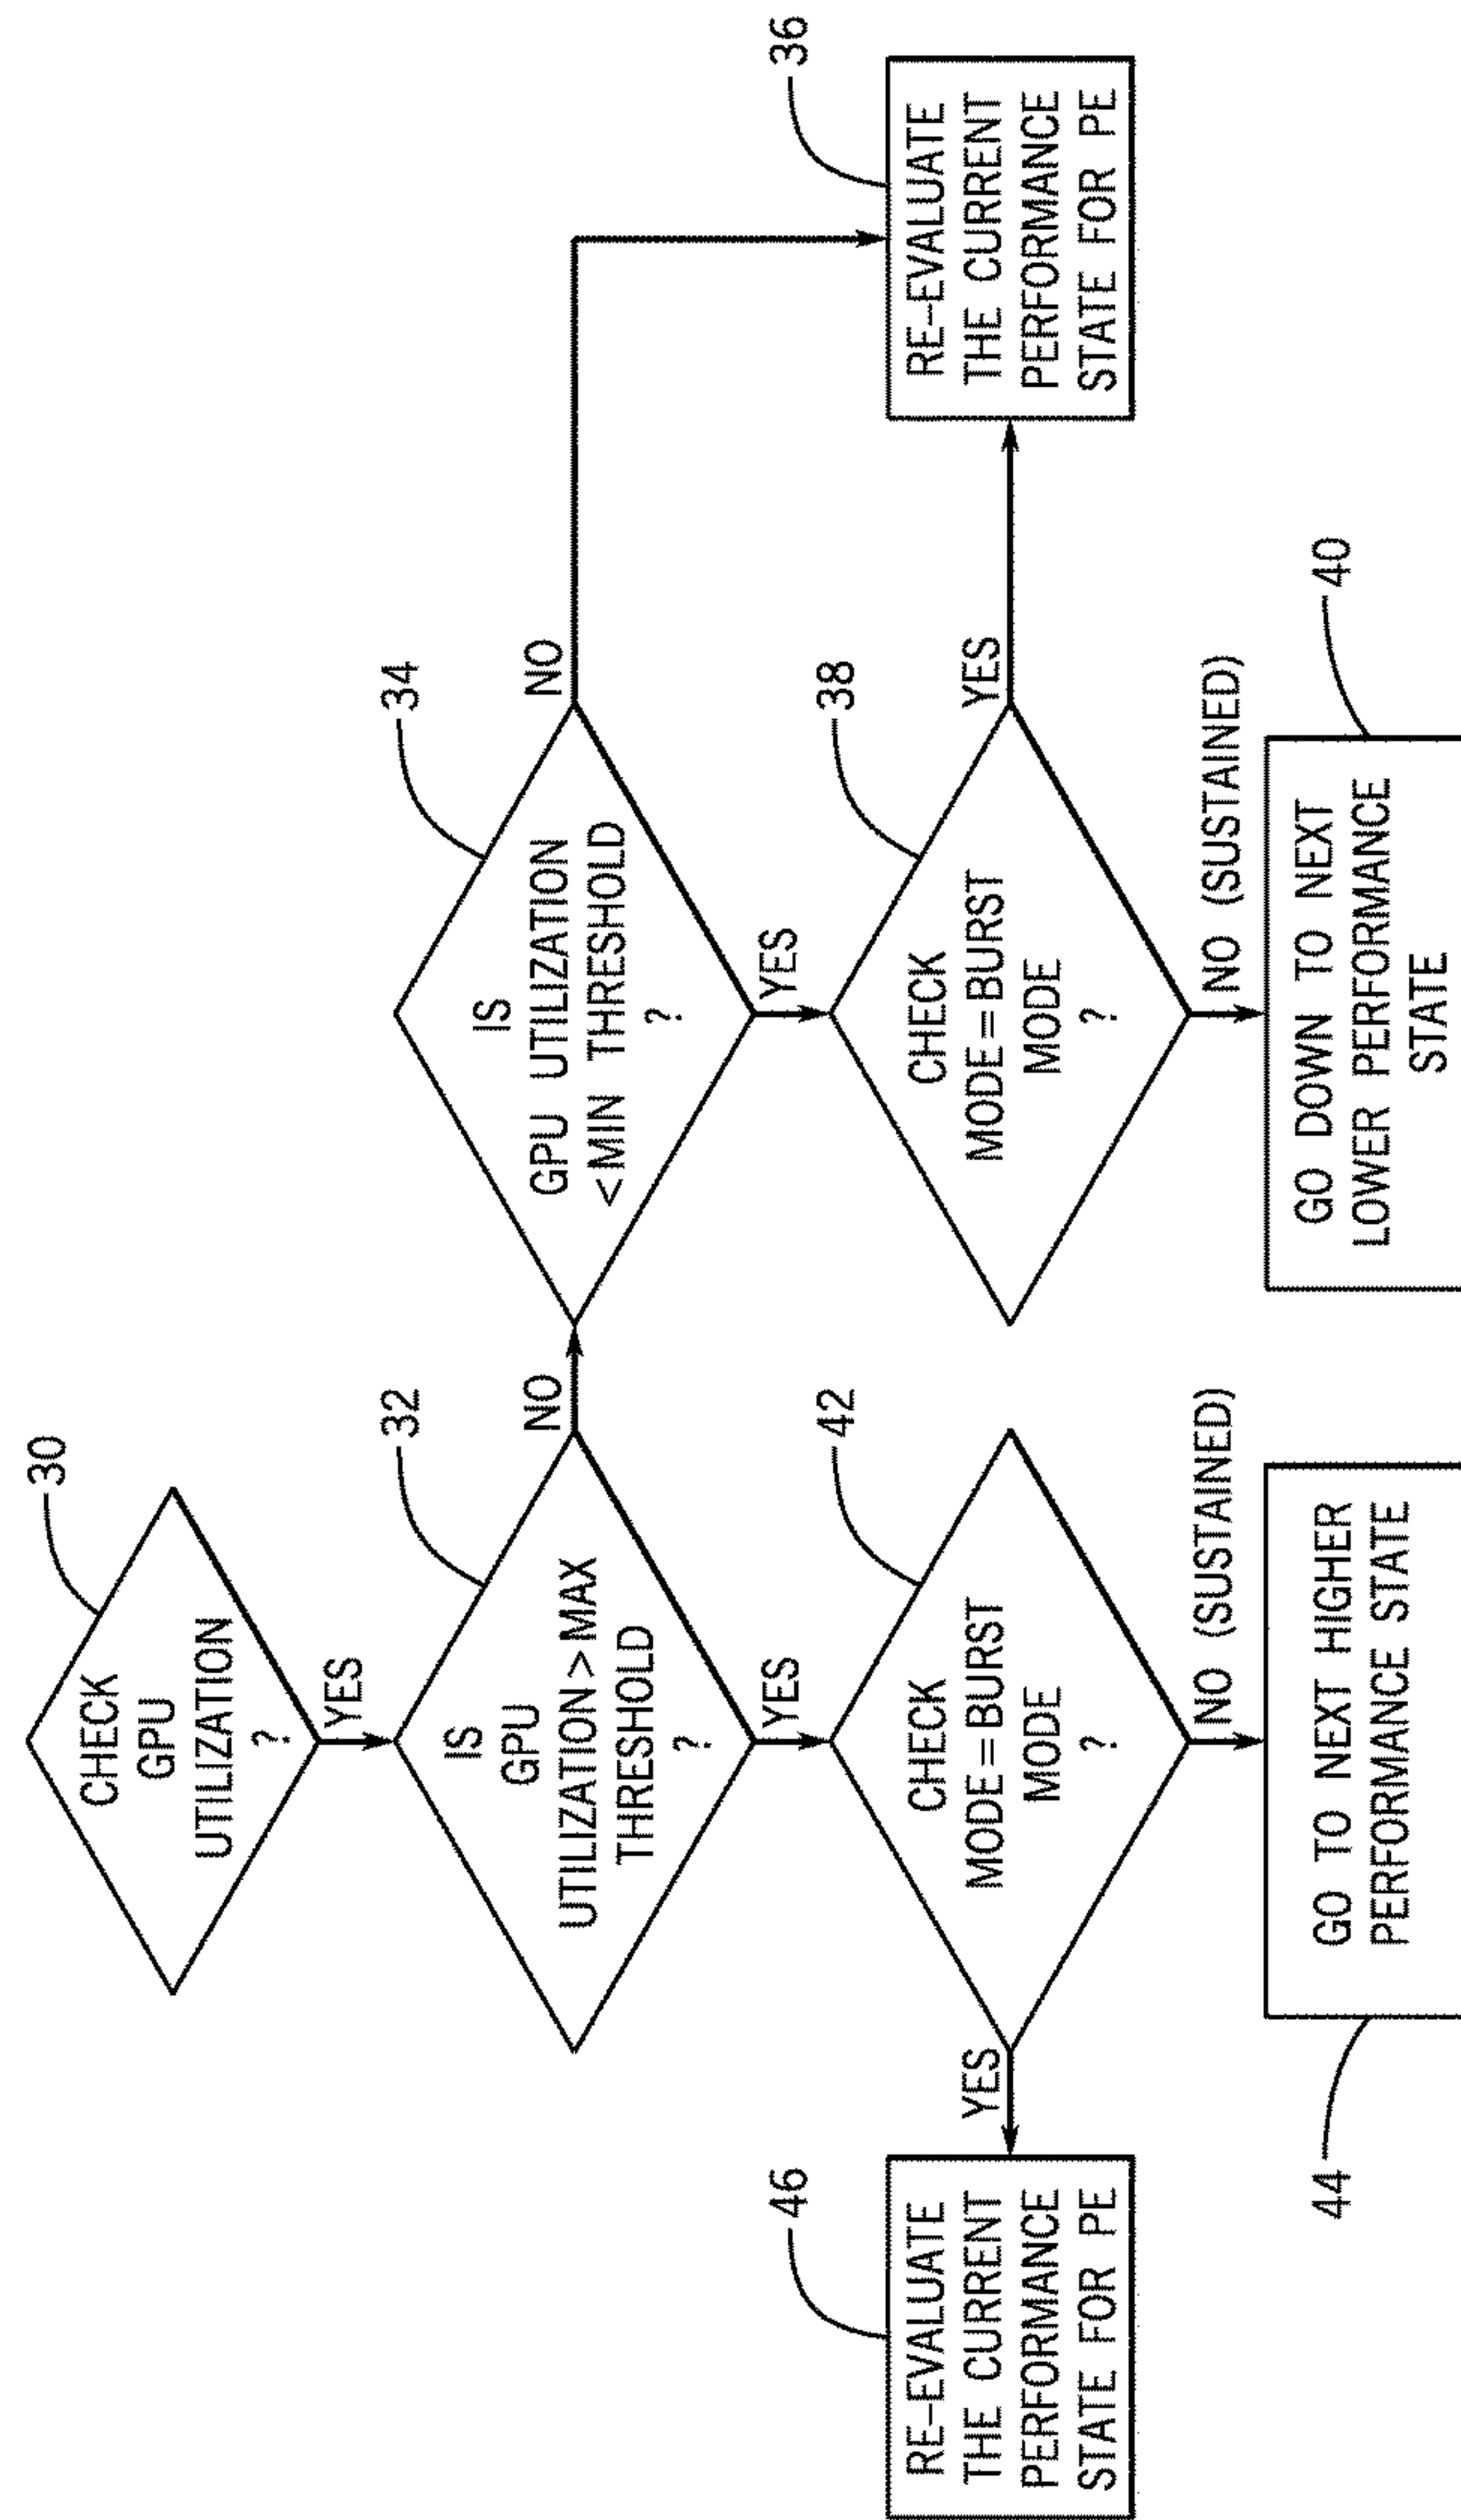 30
CHECK
GPU
UTILIZATION
?
YES
32
IS
GPU
UTILIZATION > MAX
THRESHOLD
?
NO
YES
34
IS
GPU UTILIZATION
< MIN THRESHOLD
?
NO
YES
36
RE-EVALUATE
THE CURRENT
PERFORMANCE
STATE FOR PE
46
RE-EVALUATE
THE CURRENT
PERFORMANCE
STATE FOR PE
YES
42
CHECK
MODE=BURST
MODE
?
NO (SUSTAINED)
38
CHECK
MODE=BURST
MODE
?
YES
NO (SUSTAINED)
44
GO TO NEXT HIGHER
PERFORMANCE STATE
40
GO DOWN TO NEXT
LOWER PERFORMANCE
STATE